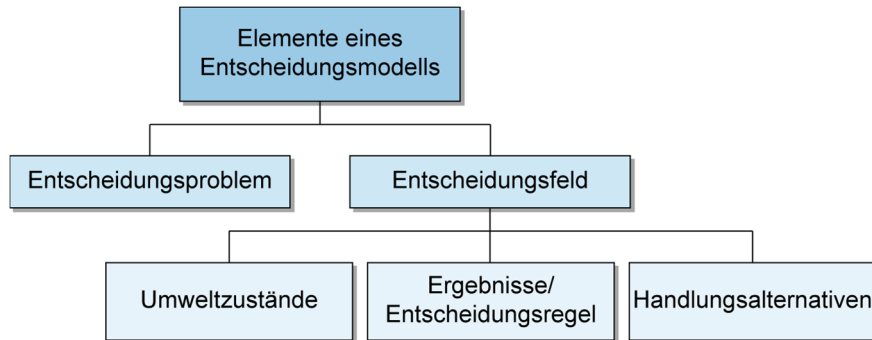 Elemente eines
Entscheidungsmodells
Entscheidungsproblem
Entscheidungsfeld
Umweltzustände
Ergebnisse/
Entscheidungsregel
Handlungsalternativen